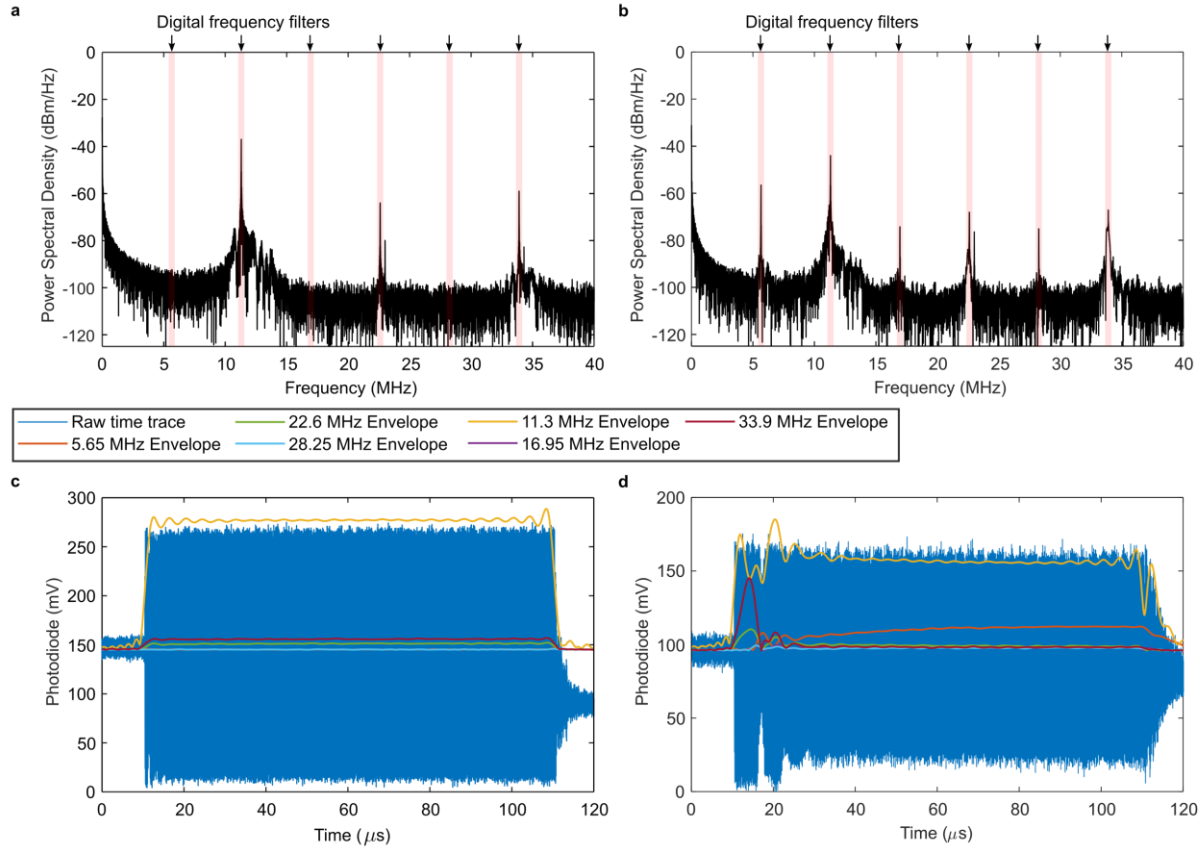 a
Digital frequency filters
Power Spectral Density (dBm/Hz)
0
-20
-40
-60
-80
-100
-120
0 5 10 15 20 25 30 35 40
Frequency (MHz)
b
Digital frequency filters
Power Spectral Density (dBm/Hz)
0
-20
-40
-60
-80
-100
-120
0 5 10 15 20 25 30 35 40
Frequency (MHz)
Raw time trace 22.6 MHz Envelope 11.3 MHz Envelope 33.9 MHz Envelope
5.65 MHz Envelope 28.25 MHz Envelope 16.95 MHz Envelope
c
Photodiode (mV)
300
250
200
150
100
50
0
0 20 40 60 80 100 120
Time (μs)
d
Photodiode (mV)
200
150
100
50
0
0 20 40 60 80 100 120
Time (μs)